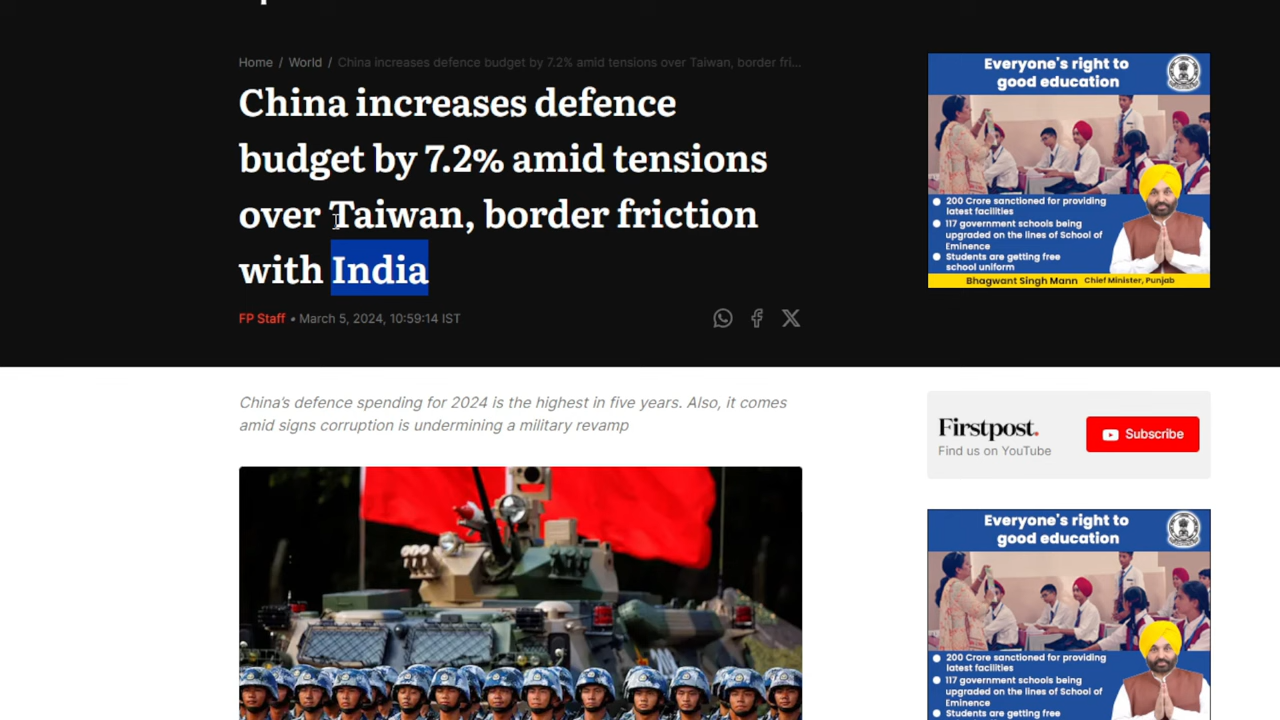 Home / World / China increases defence budget by 7.2% amid tensions over Taiwan, border fri...
China increases defence
budget by 7.2% amid tensions
over Taiwan, border friction
with India
FP Staff • March 5, 2024, 10:59:14 IST
China's defence spending for 2024 is the highest in five years. Also, it comes
amid signs corruption is undermining a military revamp
Everyone's right to
good education
200 Crore sanctioned for providing
latest facilities
117 government schools being
upgraded on the lines of School of
Eminence
Students are getting free
school uniform
Bhagwant Singh Mann Chief Minister, Punjab
Firstpost.
Find us on YouTube
Subscribe
Everyone's right to
good education
200 Crore sanctioned for providing
latest facilities
117 government schools being
upgraded on the lines of School of
Eminence
Students are getting free